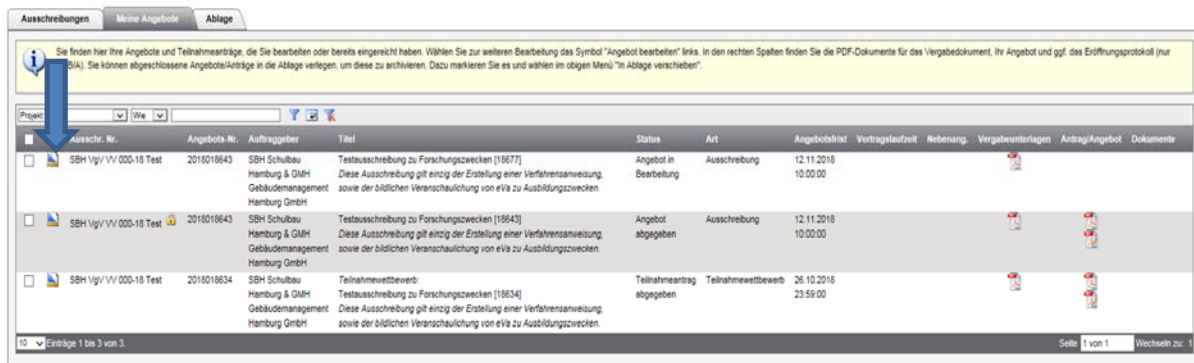 Ausschreibungen Meine Angebote Ablage
Sie finden hier Ihre Angebote und Teilnahmeanträge, die Sie bearbeiten oder bereits eingereicht haben. Wählen Sie zur weiteren Bearbeitung das Symbol "Angebot bearbeiten" links. In den rechten Spalten finden Sie die PDF-Dokumente für das Vergabedokument, Ihr Angebot und ggf. das Eröffnungsprotokoll (nur
B/A). Sie können abgeschlossene Angebote/Anträge in die Ablage verlegen, um diese zu archivieren. Dazu markieren Sie es und wählen im obigen Menü "In Ablage verschieben".
Projekt Wie
Ausschr. Nr. Angebots-Nr. Auftraggeber Titel Status Art Angebotsfrist Vertragslaufzeit Nebenang. Vergabeunterlagen Antrag/Angebot Dokumente
SBH VgV VV 000-18 Test 2018018643 SBH Schulbau Testausschreibung zu Forschungszwecken [18677] Angebot in Ausschreibung 12.11.2018
Hamburg & GMH Diese Ausschreibung gilt einzig der Erstellung einer Verfahrensanweisung, Bearbeitung 10:00:00
Gebäudemanagement sowie der bildlichen Veranschaulichung von eVa zu Ausbildungszwecken.
Hamburg GmbH
SBH VgV VV 000-18 Test 2018018643 SBH Schulbau Testausschreibung zu Forschungszwecken [18643] Angebot Ausschreibung 12.11.2018
Hamburg & GMH Diese Ausschreibung gilt einzig der Erstellung einer Verfahrensanweisung, abgegeben 10:00:00
Gebäudemanagement sowie der bildlichen Veranschaulichung von eVa zu Ausbildungszwecken.
Hamburg GmbH
SBH VgV VV 000-18 Test 2018018634 SBH Schulbau Teilnahmewettbewerb: Teilnahmeantrag Teilnahmewettbewerb 26.10.2018
Hamburg & GMH Testausschreibung zu Forschungszwecken [18634] abgegeben 23:59:00
Gebäudemanagement Diese Ausschreibung gilt einzig der Erstellung einer Verfahrensanweisung,
Hamburg GmbH sowie der bildlichen Veranschaulichung von eVa zu Ausbildungszwecken.
10 Einträge 1 bis 3 von 3. Seite 1 von 1 Wechseln zu: 1